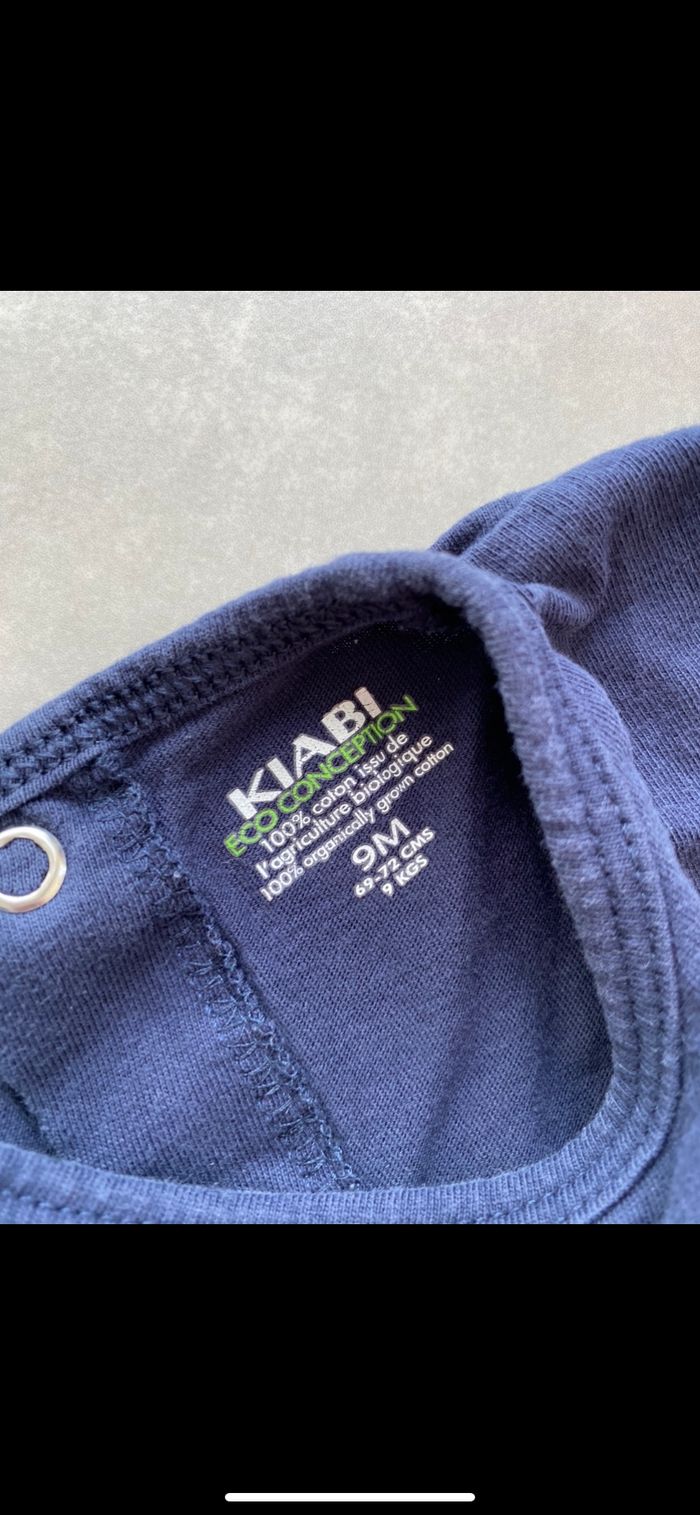 KIABI
ECO CONCEPTION
100% coton issu de
l'agriculture biologique
100% organically grown cotton
9M
69-72 CMS
9 KGS